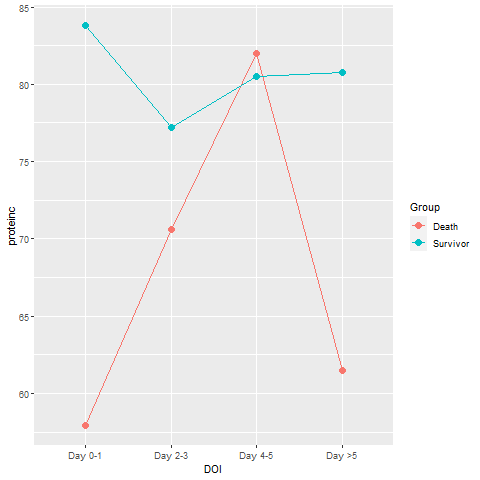 85
80
75
70
65
60
proteinc
Day 0-1 Day 2-3 Day 4-5 Day >5
DOI
Group
Death
Survivor